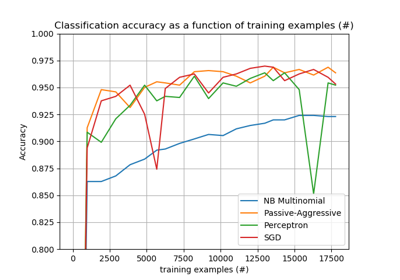 Classification accuracy as a function of training examples (#)
1.000
0.975
0.950
0.925
0.900
0.875
0.850
0.825
0.800
Accuracy
0
2500
5000
7500
10000
12500
15000
17500
training examples (#)
NB Multinomial
Passive-Aggressive
Perceptron
SGD